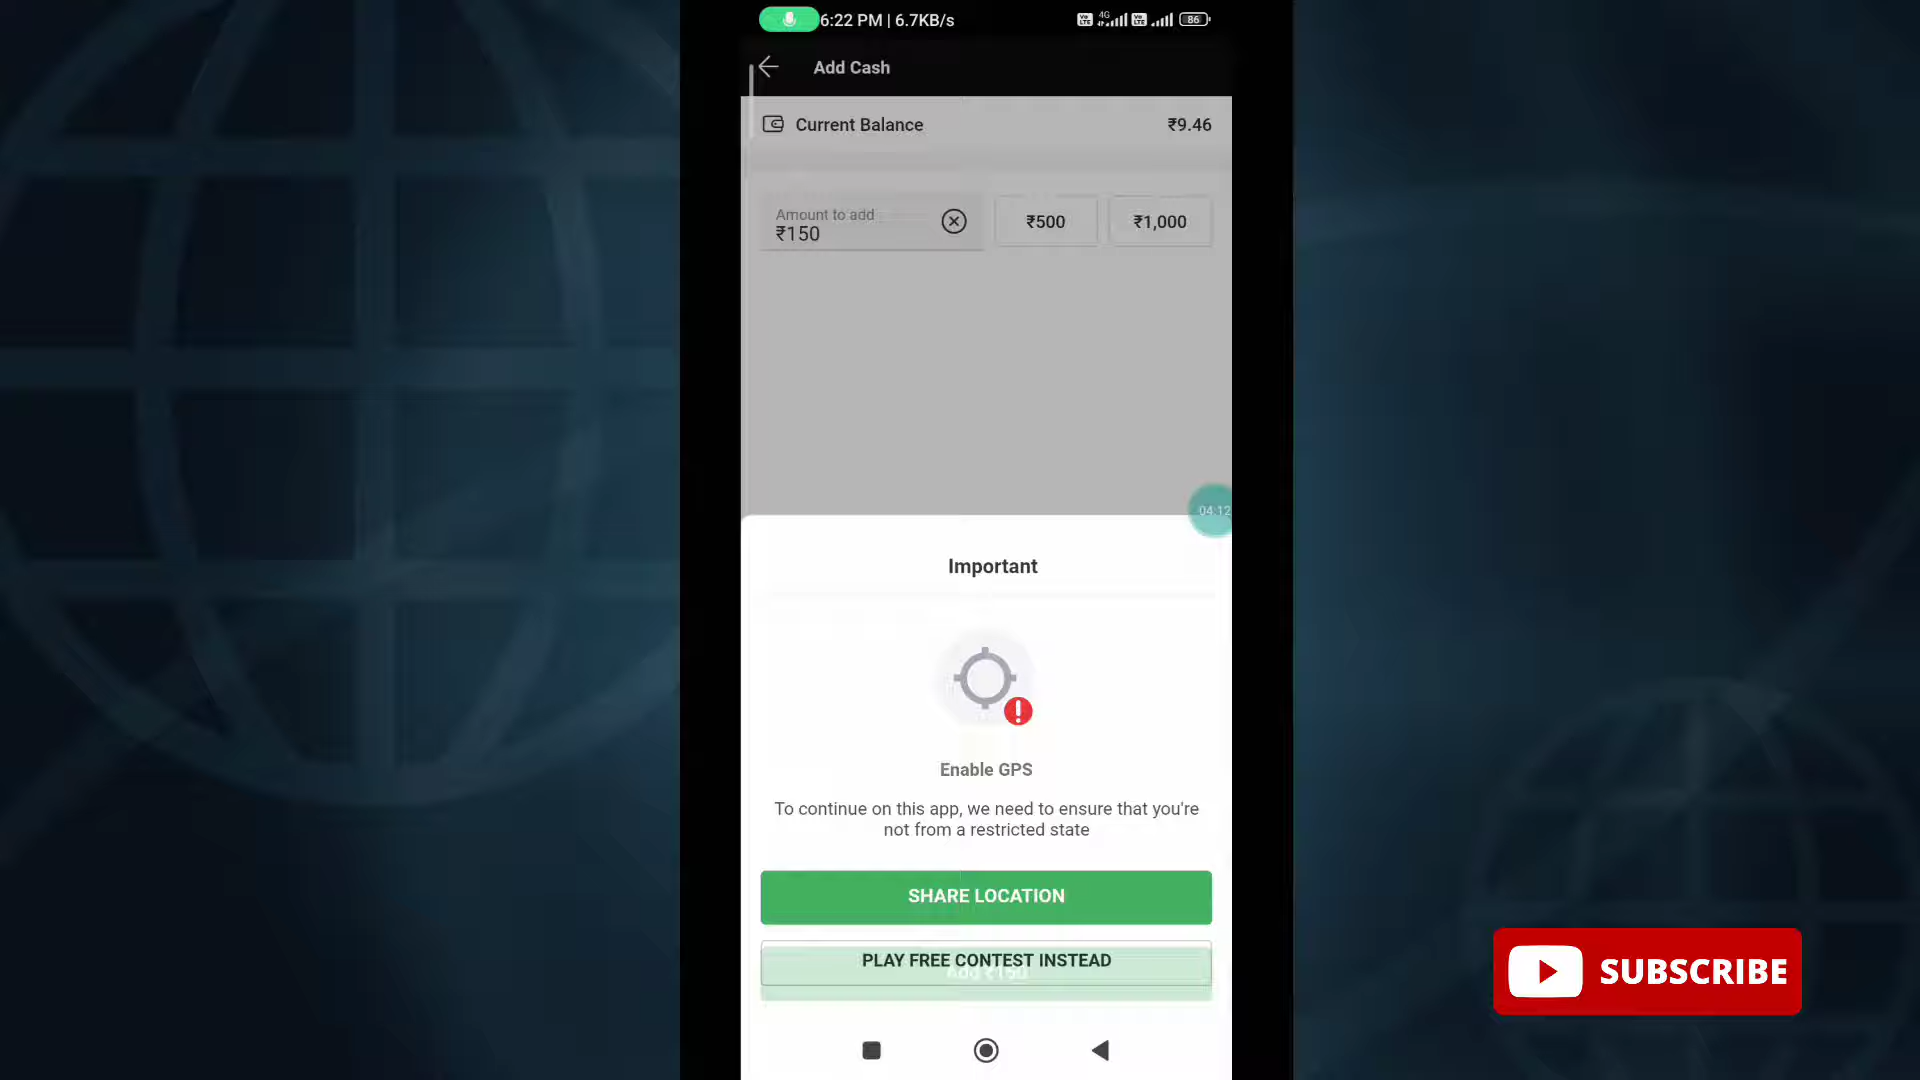 6:22 PM | 6.7KB/s 4G 86
Add Cash
Current Balance ₹9.46
Amount to add
₹150 ₹500 ₹1,000
04:12
Important
Enable GPS
To continue on this app, we need to ensure that you're
not from a restricted state
SHARE LOCATION
PLAY FREE CONTEST INSTEAD
Add ₹150
SUBSCRIBE